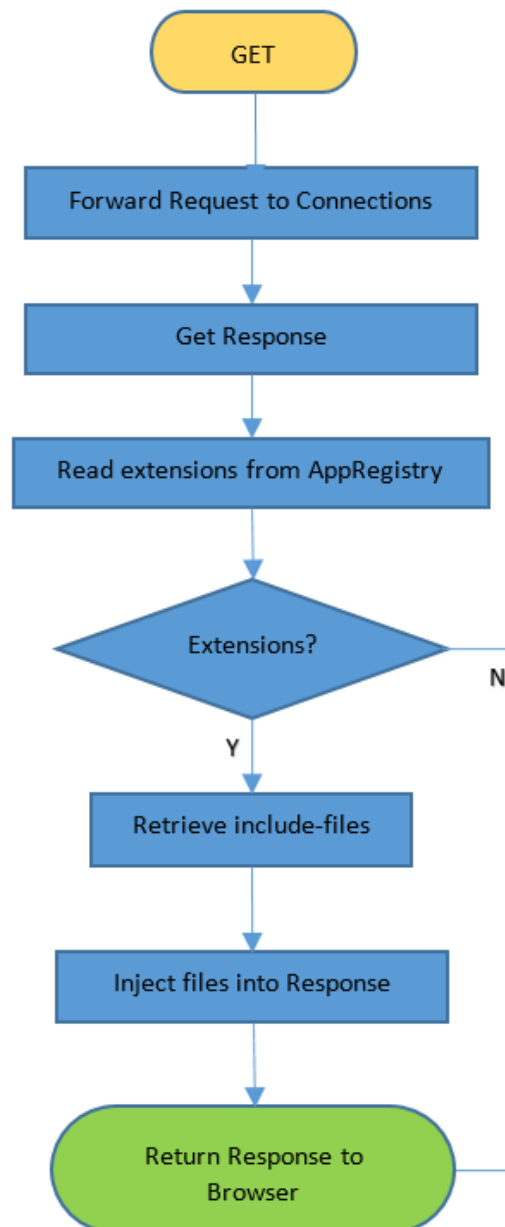 GET
Forward Request to Connections
Get Response
Read extensions from AppRegistry
Extensions?
N
Y
Retrieve include-files
Inject files into Response
Return Response to
Browser